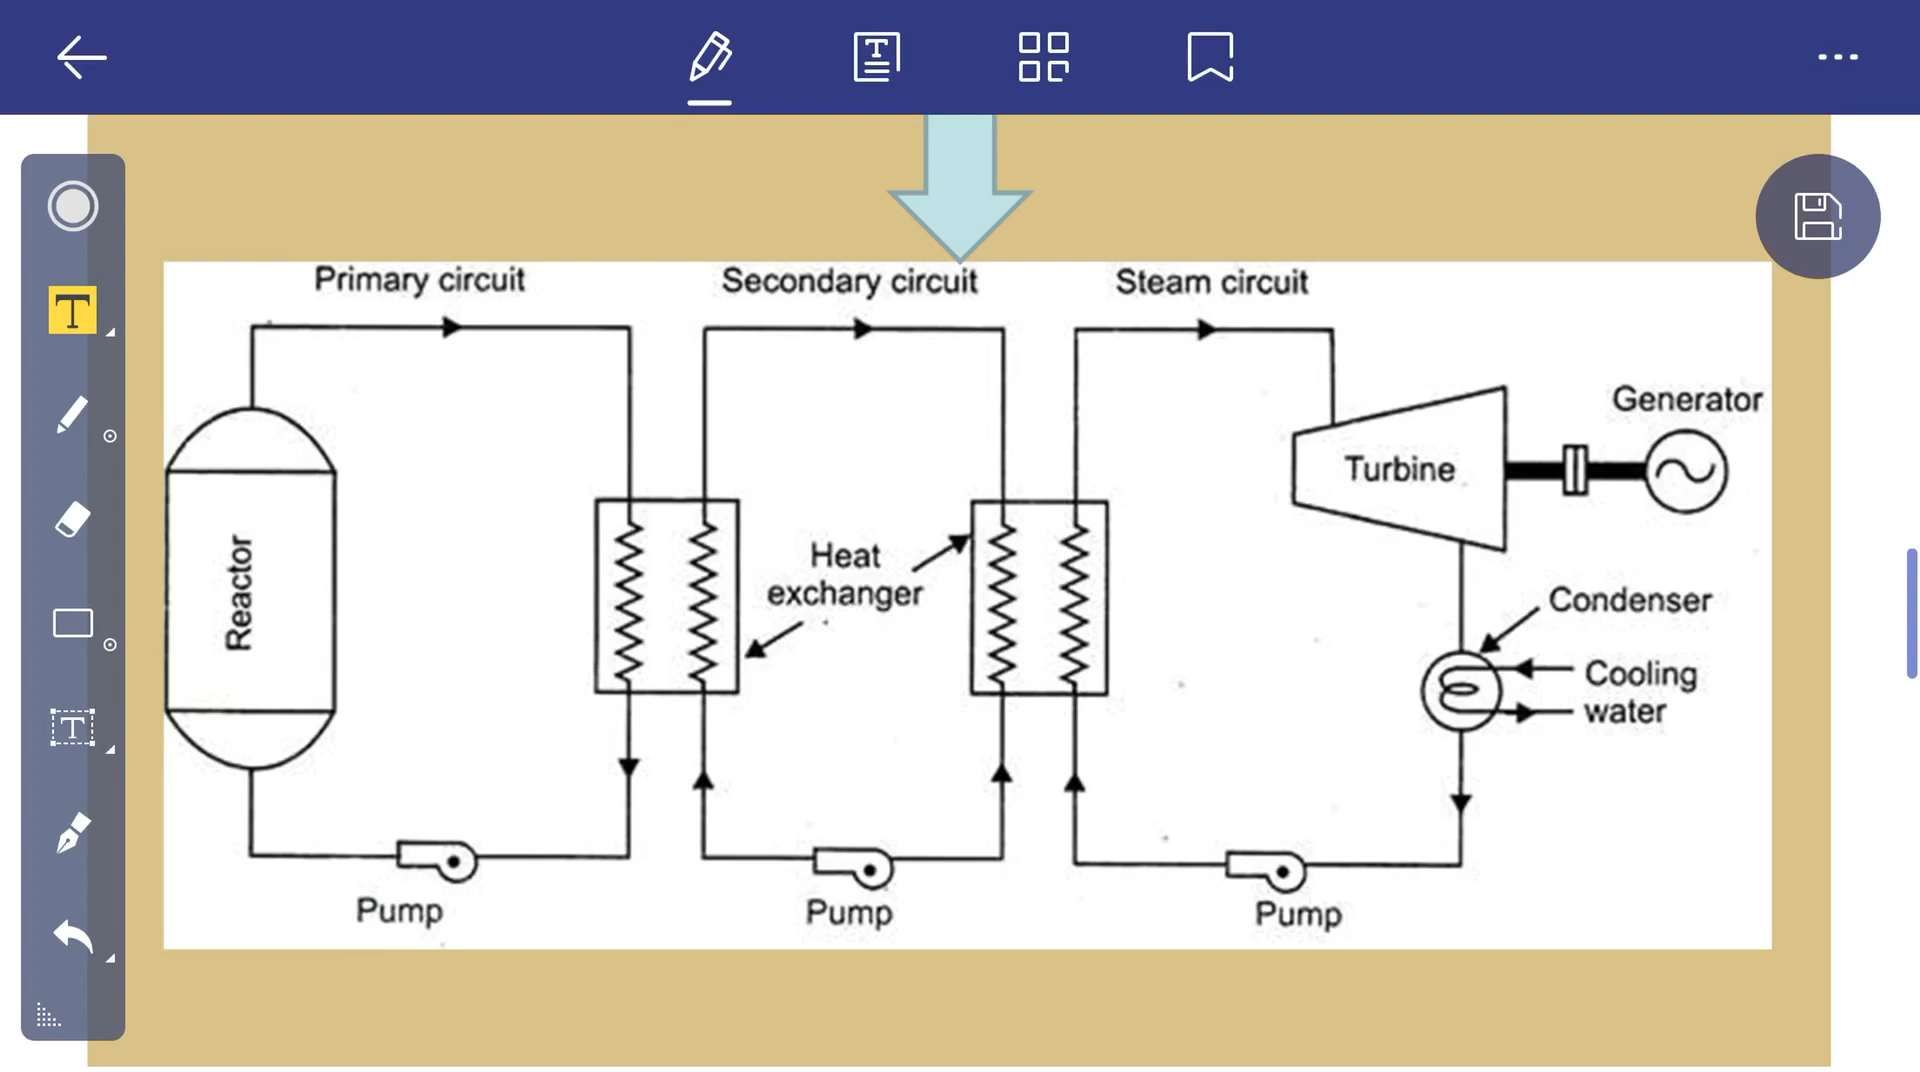 Primary circuit
Secondary circuit
Steam circuit
Generator
Turbine
Reactor
Heat
exchanger
Condenser
Cooling
water
Pump
Pump
Pump